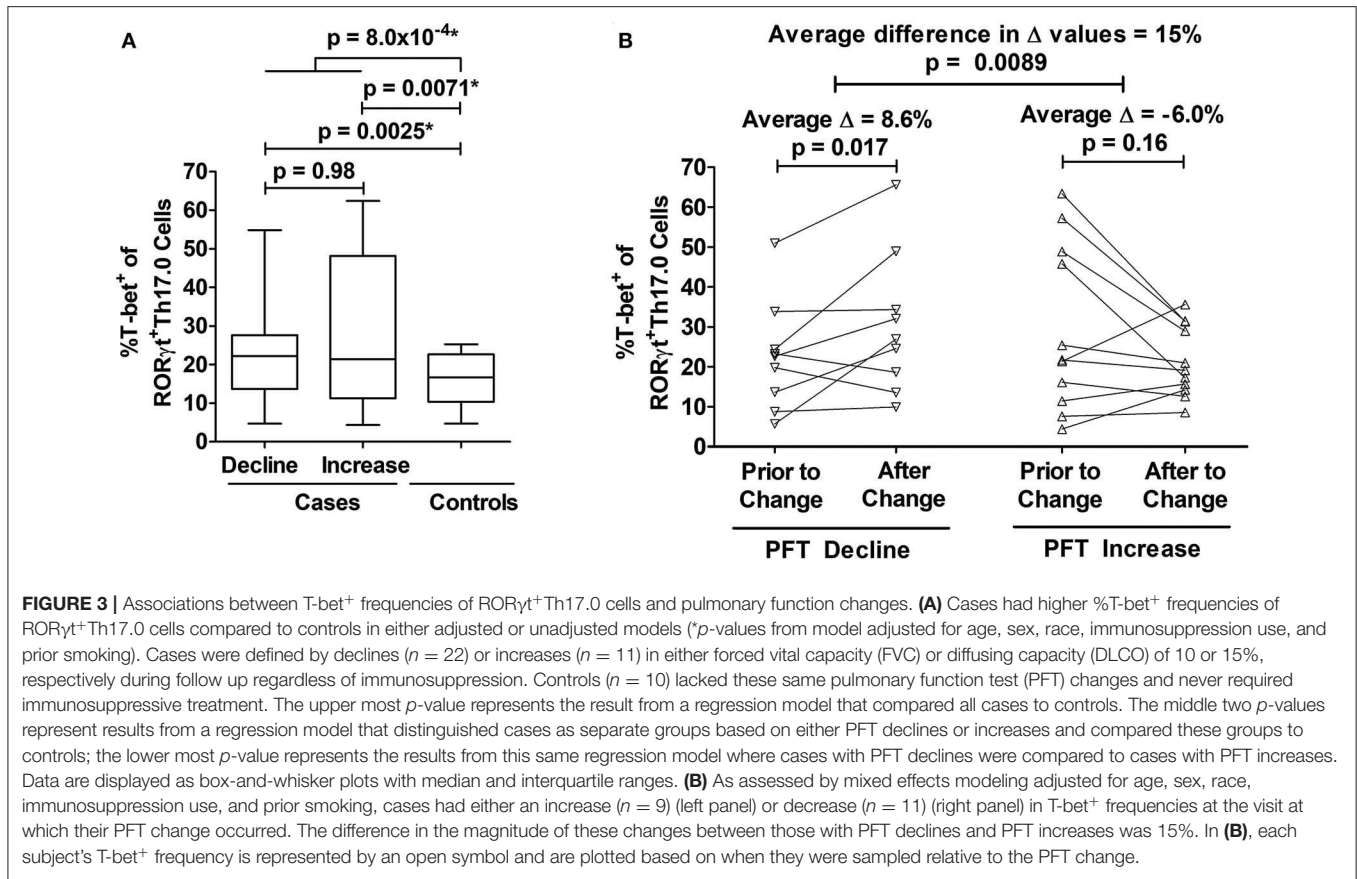 A
p = 8.0x10⁻⁴*
p = 0.0071*
p = 0.0025*
p = 0.98
%T-bet⁺ of
RORγt⁺Th17.0 Cells
70
60
50
40
30
20
10
0
Decline Increase
Cases Controls
B
Average difference in Δ values = 15%
p = 0.0089
Average Δ = 8.6%
p = 0.017
Average Δ = -6.0%
p = 0.16
%T-bet⁺ of
RORγt⁺Th17.0 Cells
70
60
50
40
30
20
10
0
Prior to
Change
After
Change
Prior to
Change
After to
Change
PFT Decline
PFT Increase
FIGURE 3 | Associations between T-bet⁺ frequencies of RORγt⁺Th17.0 cells and pulmonary function changes. (A) Cases had higher %T-bet⁺ frequencies of
RORγt⁺Th17.0 cells compared to controls in either adjusted or unadjusted models (*p-values from model adjusted for age, sex, race, immunosuppression use, and
prior smoking). Cases were defined by declines (n = 22) or increases (n = 11) in either forced vital capacity (FVC) or diffusing capacity (DLCO) of 10 or 15%,
respectively during follow up regardless of immunosuppression. Controls (n = 10) lacked these same pulmonary function test (PFT) changes and never required
immunosuppressive treatment. The upper most p-value represents the result from a regression model that compared all cases to controls. The middle two p-values
represent results from a regression model that distinguished cases as separate groups based on either PFT declines or increases and compared these groups to
controls; the lower most p-value represents the results from this same regression model where cases with PFT declines were compared to cases with PFT increases.
Data are displayed as box-and-whisker plots with median and interquartile ranges. (B) As assessed by mixed effects modeling adjusted for age, sex, race,
immunosuppression use, and prior smoking, cases had either an increase (n = 9) (left panel) or decrease (n = 11) (right panel) in T-bet⁺ frequencies at the visit at
which their PFT change occurred. The difference in the magnitude of these changes between those with PFT declines and PFT increases was 15%. In (B), each
subject's T-bet⁺ frequency is represented by an open symbol and are plotted based on when they were sampled relative to the PFT change.